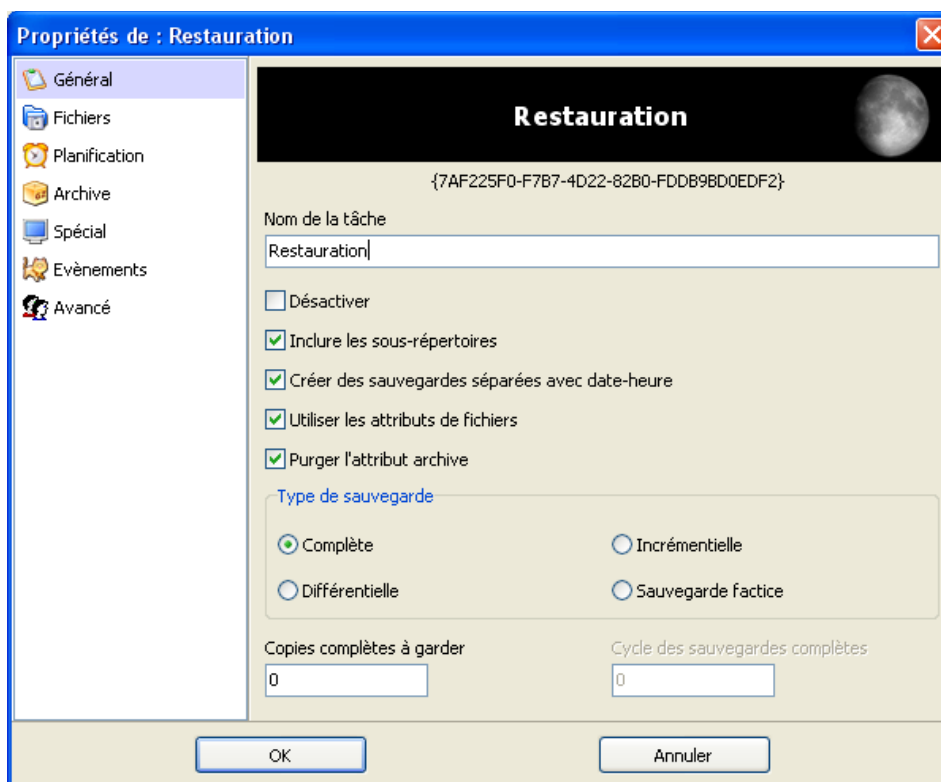 Propriétés de : Restauration
Général
Fichiers
Planification
Archive
Spécial
Evènements
Avancé
Restauration
{7AF225F0-F7B7-4D22-82B0-FDDB9BD0EDF2}
Nom de la tâche
Restauration
Désactiver
Inclure les sous-répertoires
Créer des sauvegardes séparées avec date-heure
Utiliser les attributs de fichiers
Purger l'attribut archive
Type de sauvegarde
Complète
Incrémentielle
Différentielle
Sauvegarde factice
Copies complètes à garder
Cycle des sauvegardes complètes
0
0
OK
Annuler